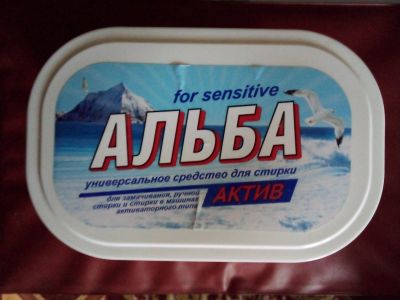 for sensitive
АЛЬБА
универсальное средство для стирки
АКТИВ
для замачивания, ручной
стирки и стирки в машинах
активаторного типа